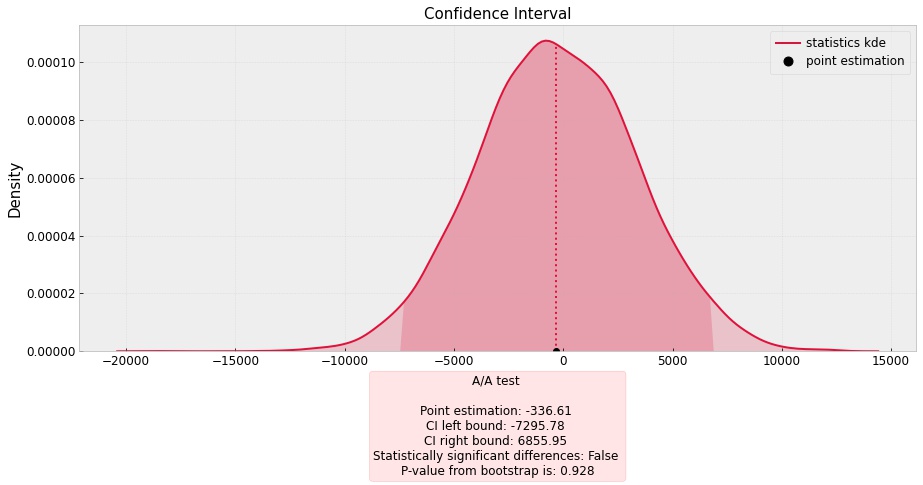 Confidence Interval
statistics kde
point estimation
Density
0.00010
0.00008
0.00006
0.00004
0.00002
0.00000
−20000 −15000 −10000 −5000 0 5000 10000 15000
A/A test
Point estimation: -336.61
CI left bound: -7295.78
CI right bound: 6855.95
Statistically significant differences: False
P-value from bootstrap is: 0.928